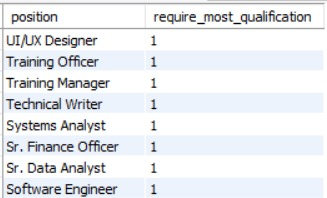 position require_most_qualification
UI/UX Designer 1
Training Officer 1
Training Manager 1
Technical Writer 1
Systems Analyst 1
Sr. Finance Officer 1
Sr. Data Analyst 1
Software Engineer 1